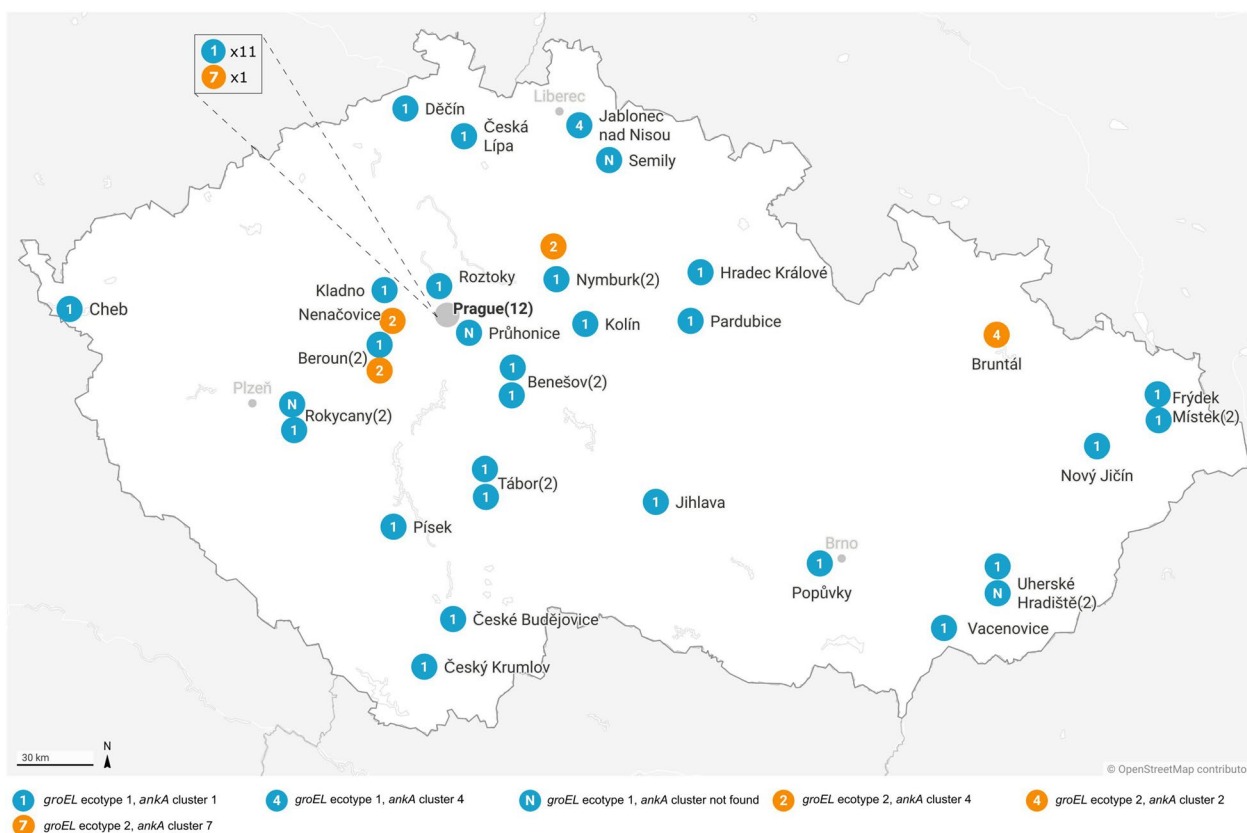 1 x11
7 x1
Liberec
1 Děčín
4 Jablonec
nad Nisou
1 Česká
Lípa
N Semily
2
1 Nymburk(2)
1 Hradec Králové
Roztoky
1
Kladno 1
1 Cheb
Nenačovice 2
Prague(12)
N Průhonice
1 Kolín
1 Pardubice
4
Bruntál
1
Beroun(2)
2
1
Benešov(2)
1
Plzeň
N
Rokycany(2)
1
1 Frýdek
1 Místek(2)
1
Nový Jičín
1
Tábor(2)
1
1 Jihlava
1 Písek
Brno
1
Popůvky
1
Uherské
N Hradiště(2)
1 Vacenovice
1 České Budějovice
1 Český Krumlov
30 km
N
© OpenStreetMap contributo
1 groEL ecotype 1, ankA cluster 1
4 groEL ecotype 1, ankA cluster 4
N groEL ecotype 1, ankA cluster not found
2 groEL ecotype 2, ankA cluster 4
4 groEL ecotype 2, ankA cluster 2
7 groEL ecotype 2, ankA cluster 7